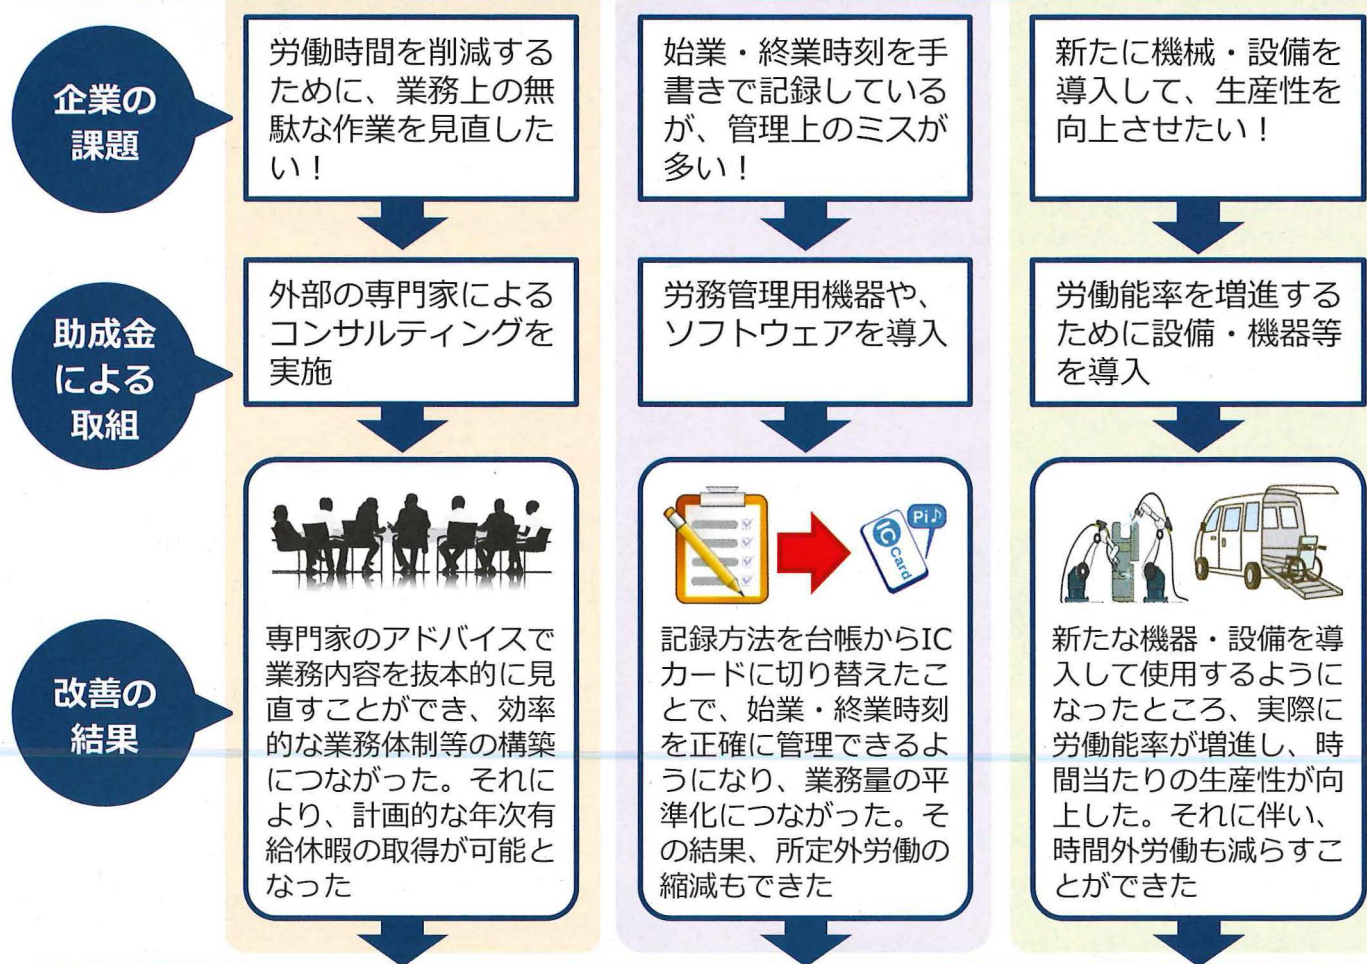 企業の
課題
労働時間を削減する
ために、業務上の無
駄な作業を見直した
い！
始業・終業時刻を手
書きで記録している
が、管理上のミスが
多い！
新たに機械・設備を
導入して、生産性を
向上させたい！
助成金
による
取組
外部の専門家による
コンサルティングを
実施
労務管理用機器や、
ソフトウェアを導入
労働能率を増進する
ために設備・機器等
を導入
改善の
結果
専門家のアドバイスで
業務内容を抜本的に見
直すことができ、効率
的な業務体制等の構築
につながった。それに
より、計画的な年次有
給休暇の取得が可能と
なった
Pi♪
IC
Card
記録方法を台帳からIC
カードに切り替えたこ
とで、始業・終業時刻
を正確に管理できるよ
うになり、業務量の平
準化につながった。そ
の結果、所定外労働の
縮減もできた
新たな機器・設備を導
入して使用するように
なったところ、実際に
労働能率が増進し、時
間当たりの生産性が向
上した。それに伴い、
時間外労働も減らすこ
とができた